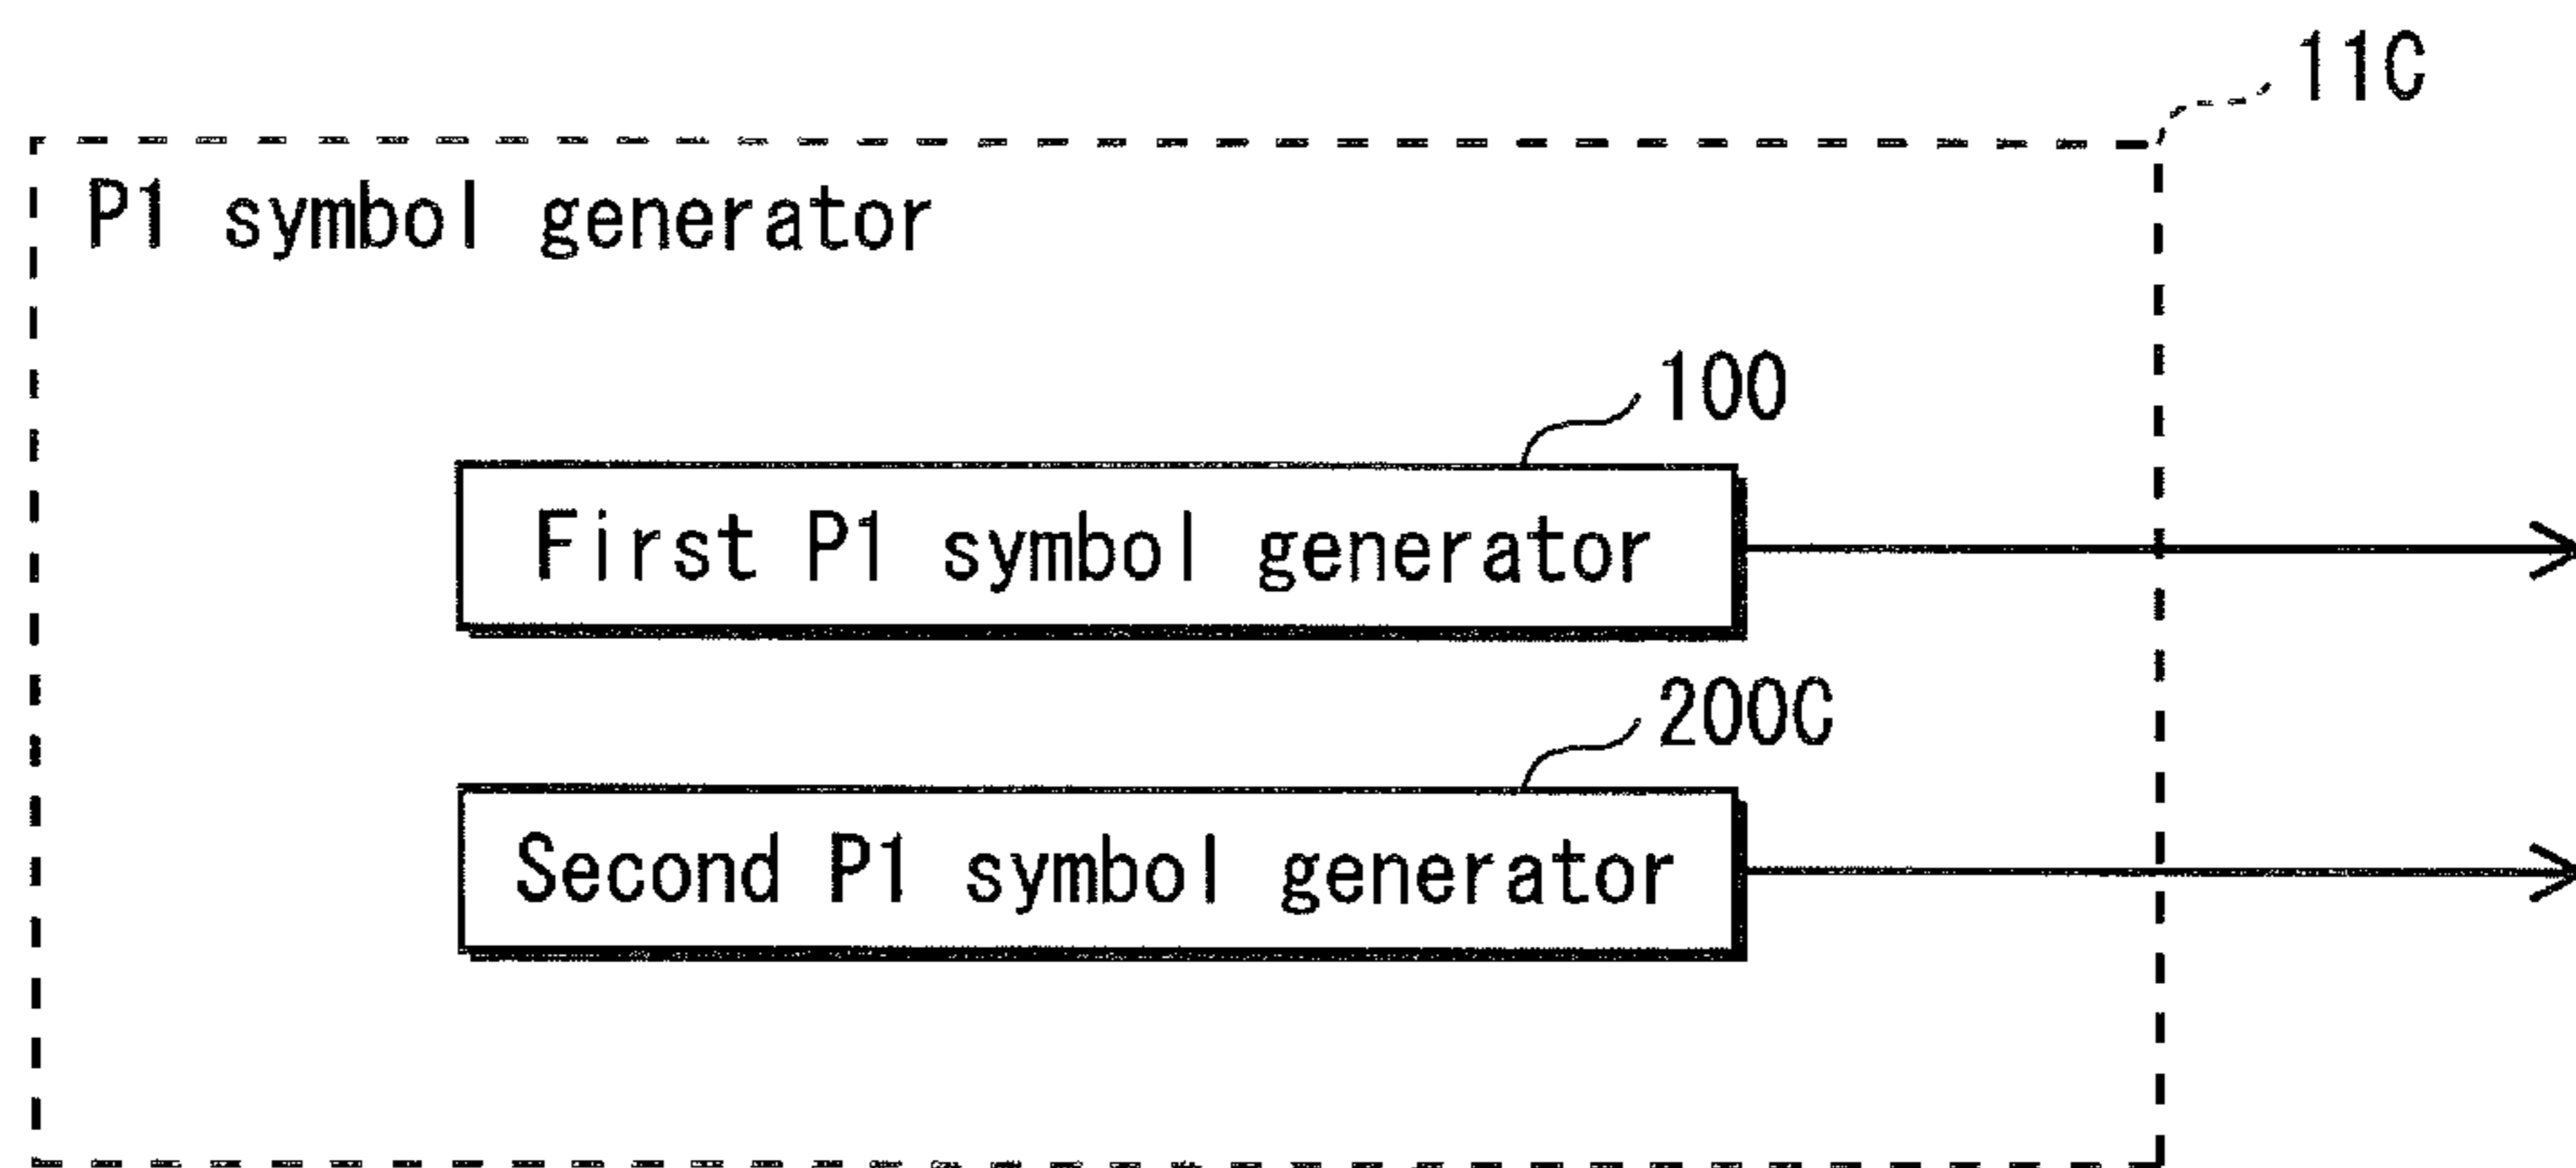 11C
P1 symbol generator
100
First P1 symbol generator
200C
Second P1 symbol generator